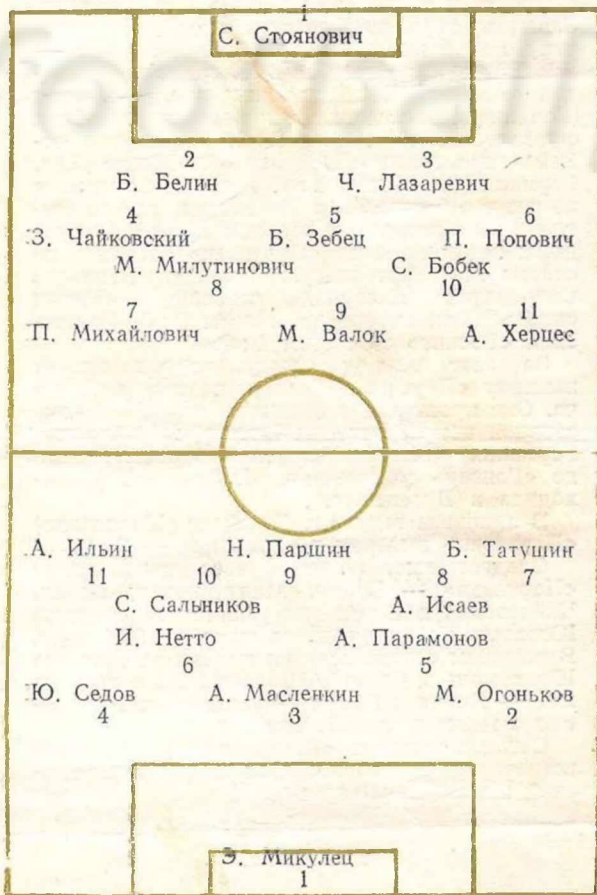 1
С. Стоянович
2 3
Б. Белин Ч. Лазаревич
4 5 6
З. Чайковский Б. Зебец П. Попович
М. Милутинович С. Бобек
8 10
7 9 11
П. Михайлович М. Валок А. Херцес
А. Ильин Н. Паршин Б. Татушин
11 10 9 8 7
С. Сальников А. Исаев
И. Нетто А. Парамонов
6 5
Ю. Седов А. Масленкин М. Огоньков
4 3 2
Э. Микулец
1